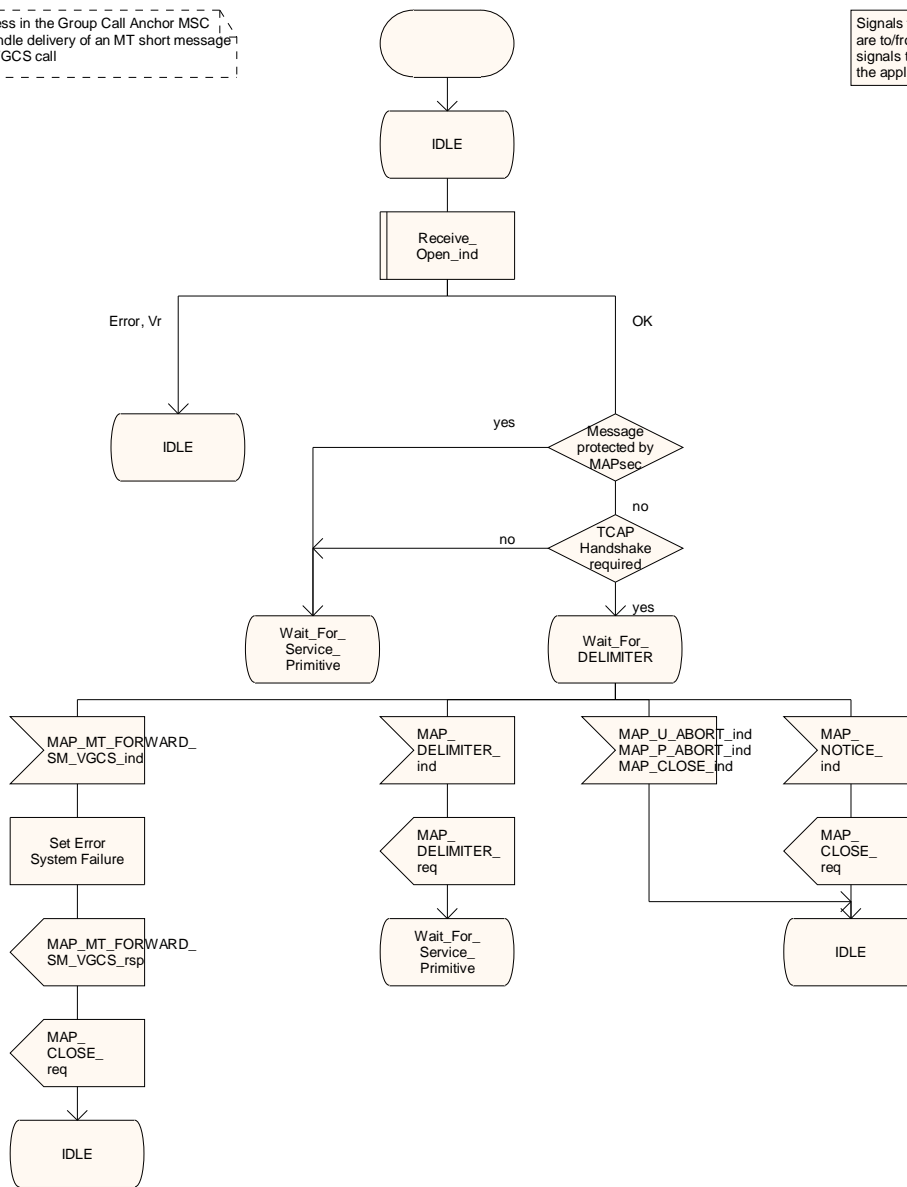 ess in the Group Call Anchor MSC
ndle delivery of an MT short message
GCS call
Signals
are to/fro
signals t
the appl
IDLE
Receive_
Open_ind
Error, Vr
OK
IDLE
yes
Message
protected by
MAPsec
no
no
TCAP
Handshake
required
yes
Wait_For_
Service_
Primitive
Wait_For_
DELIMITER
MAP_MT_FORWARD_
SM_VGCS_ind
MAP_
DELIMITER_
ind
MAP_U_ABORT_ind
MAP_P_ABORT_ind
MAP_CLOSE_ind
MAP_
NOTICE_
ind
Set Error
System Failure
MAP_
DELIMITER_
req
MAP_
CLOSE_
req
MAP_MT_FORWARD_
SM_VGCS_rsp
Wait_For_
Service_
Primitive
IDLE
MAP_
CLOSE_
req
IDLE